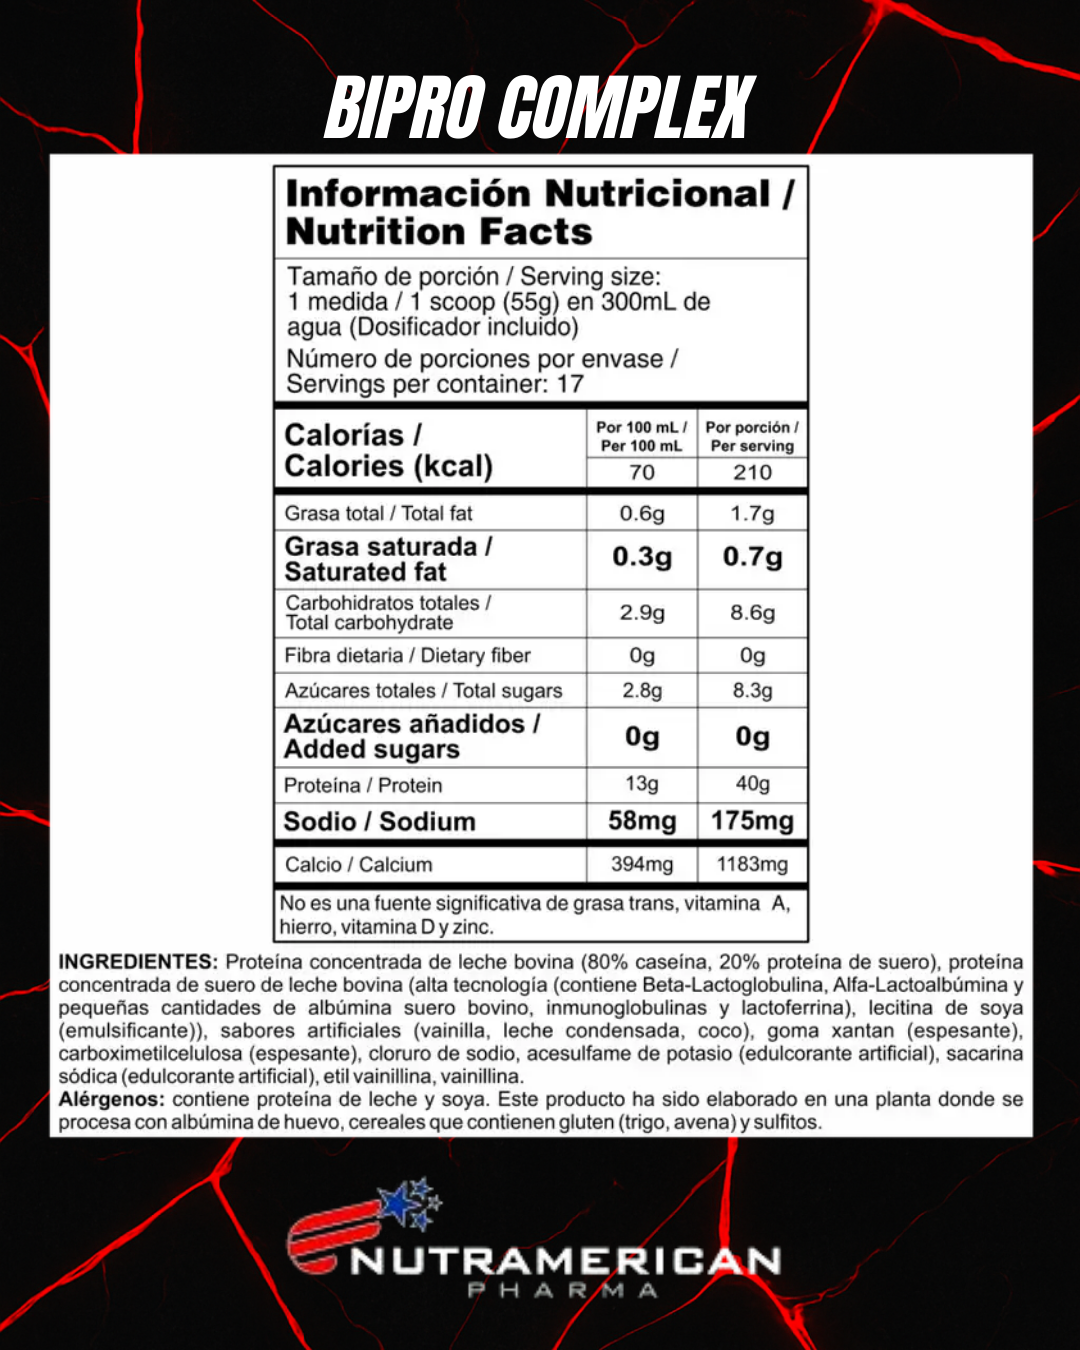 BIPRO COMPLEX
Información Nutricional /
Nutrition Facts
Tamaño de porción / Serving size:
1 medida / 1 scoop (55g) en 300mL de
agua (Dosificador incluido)
Número de porciones por envase /
Servings per container: 17
Calorías /
Calories (kcal)
Por 100 mL /
Per 100 mL
Por porción /
Per serving
70 210
Grasa total / Total fat 0.6g 1.7g
Grasa saturada /
Saturated fat 0.3g 0.7g
Carbohidratos totales /
Total carbohydrate 2.9g 8.6g
Fibra dietaria / Dietary fiber 0g 0g
Azúcares totales / Total sugars 2.8g 8.3g
Azúcares añadidos /
Added sugars 0g 0g
Proteína / Protein 13g 40g
Sodio / Sodium 58mg 175mg
Calcio / Calcium 394mg 1183mg
No es una fuente significativa de grasa trans, vitamina A,
hierro, vitamina D y zinc.
INGREDIENTES: Proteína concentrada de leche bovina (80% caseína, 20% proteína de suero), proteína
concentrada de suero de leche bovina (alta tecnología (contiene Beta-Lactoglobulina, Alfa-Lactoalbúmina y
pequeñas cantidades de albúmina suero bovino, inmunoglobulinas y lactoferrina), lecitina de soya
(emulsificante)), sabores artificiales (vainilla, leche condensada, coco), goma xantan (espesante),
carboximetilcelulosa (espesante), cloruro de sodio, acesulfame de potasio (edulcorante artificial), sacarina
sódica (edulcorante artificial), etil vainillina, vainillina.
Alérgenos: contiene proteína de leche y soya. Este producto ha sido elaborado en una planta donde se
procesa con albúmina de huevo, cereales que contienen gluten (trigo, avena) y sulfitos.
NUTRAMERICAN
PHARMA